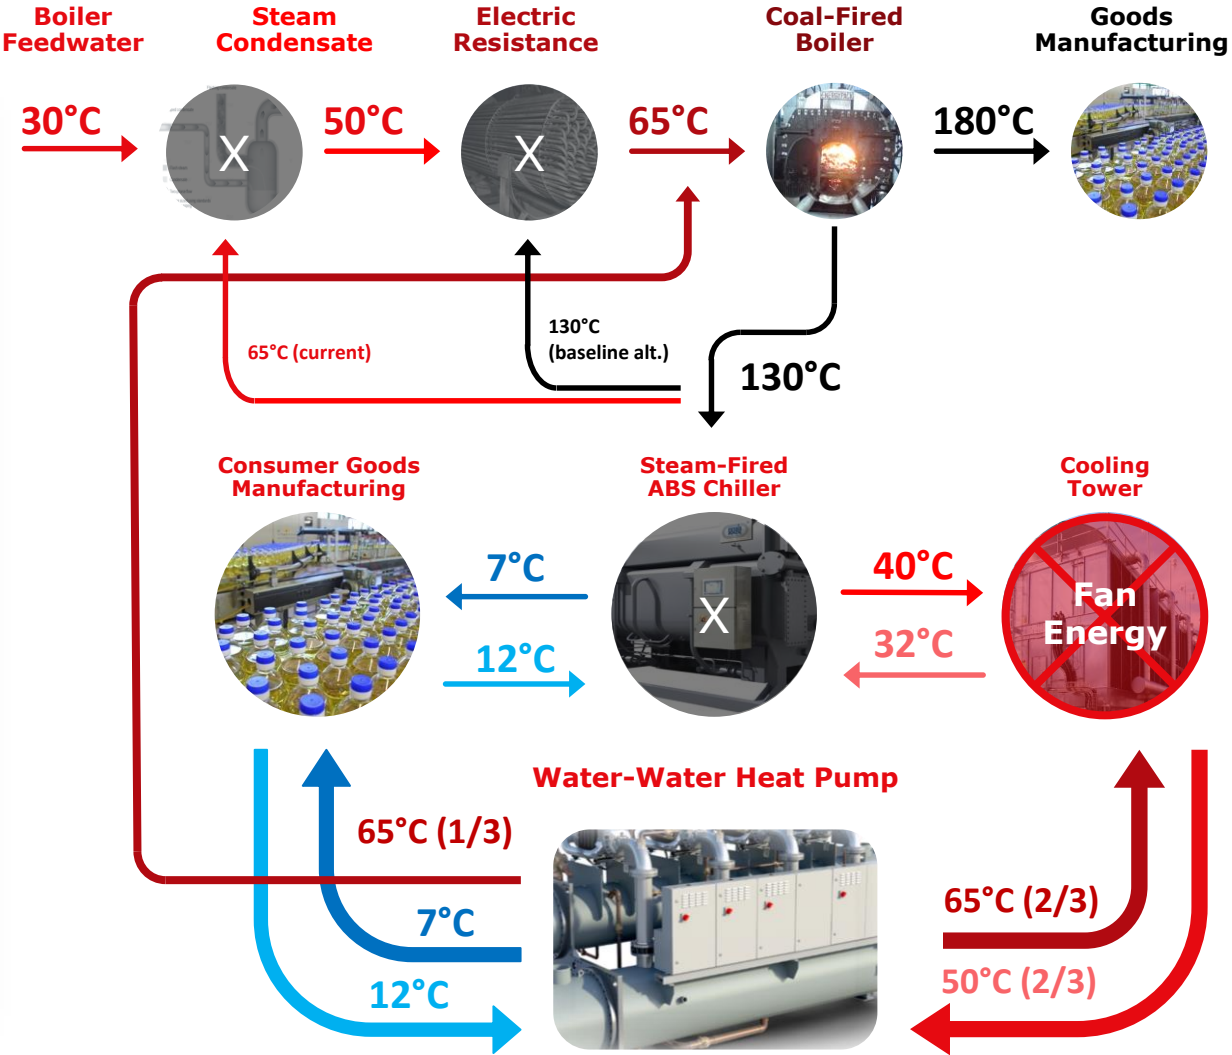 Boiler
Feedwater
Steam
Condensate
Electric
Resistance
Coal-Fired
Boiler
Goods
Manufacturing
30°C
X
50°C
X
65°C
180°C
65°C (current)
130°C
(baseline alt.)
130°C
Consumer Goods
Manufacturing
Steam-Fired
ABS Chiller
Cooling
Tower
7°C
12°C
X
40°C
32°C
Fan
Energy
Water-Water Heat Pump
65°C (1/3)
7°C
12°C
65°C (2/3)
50°C (2/3)